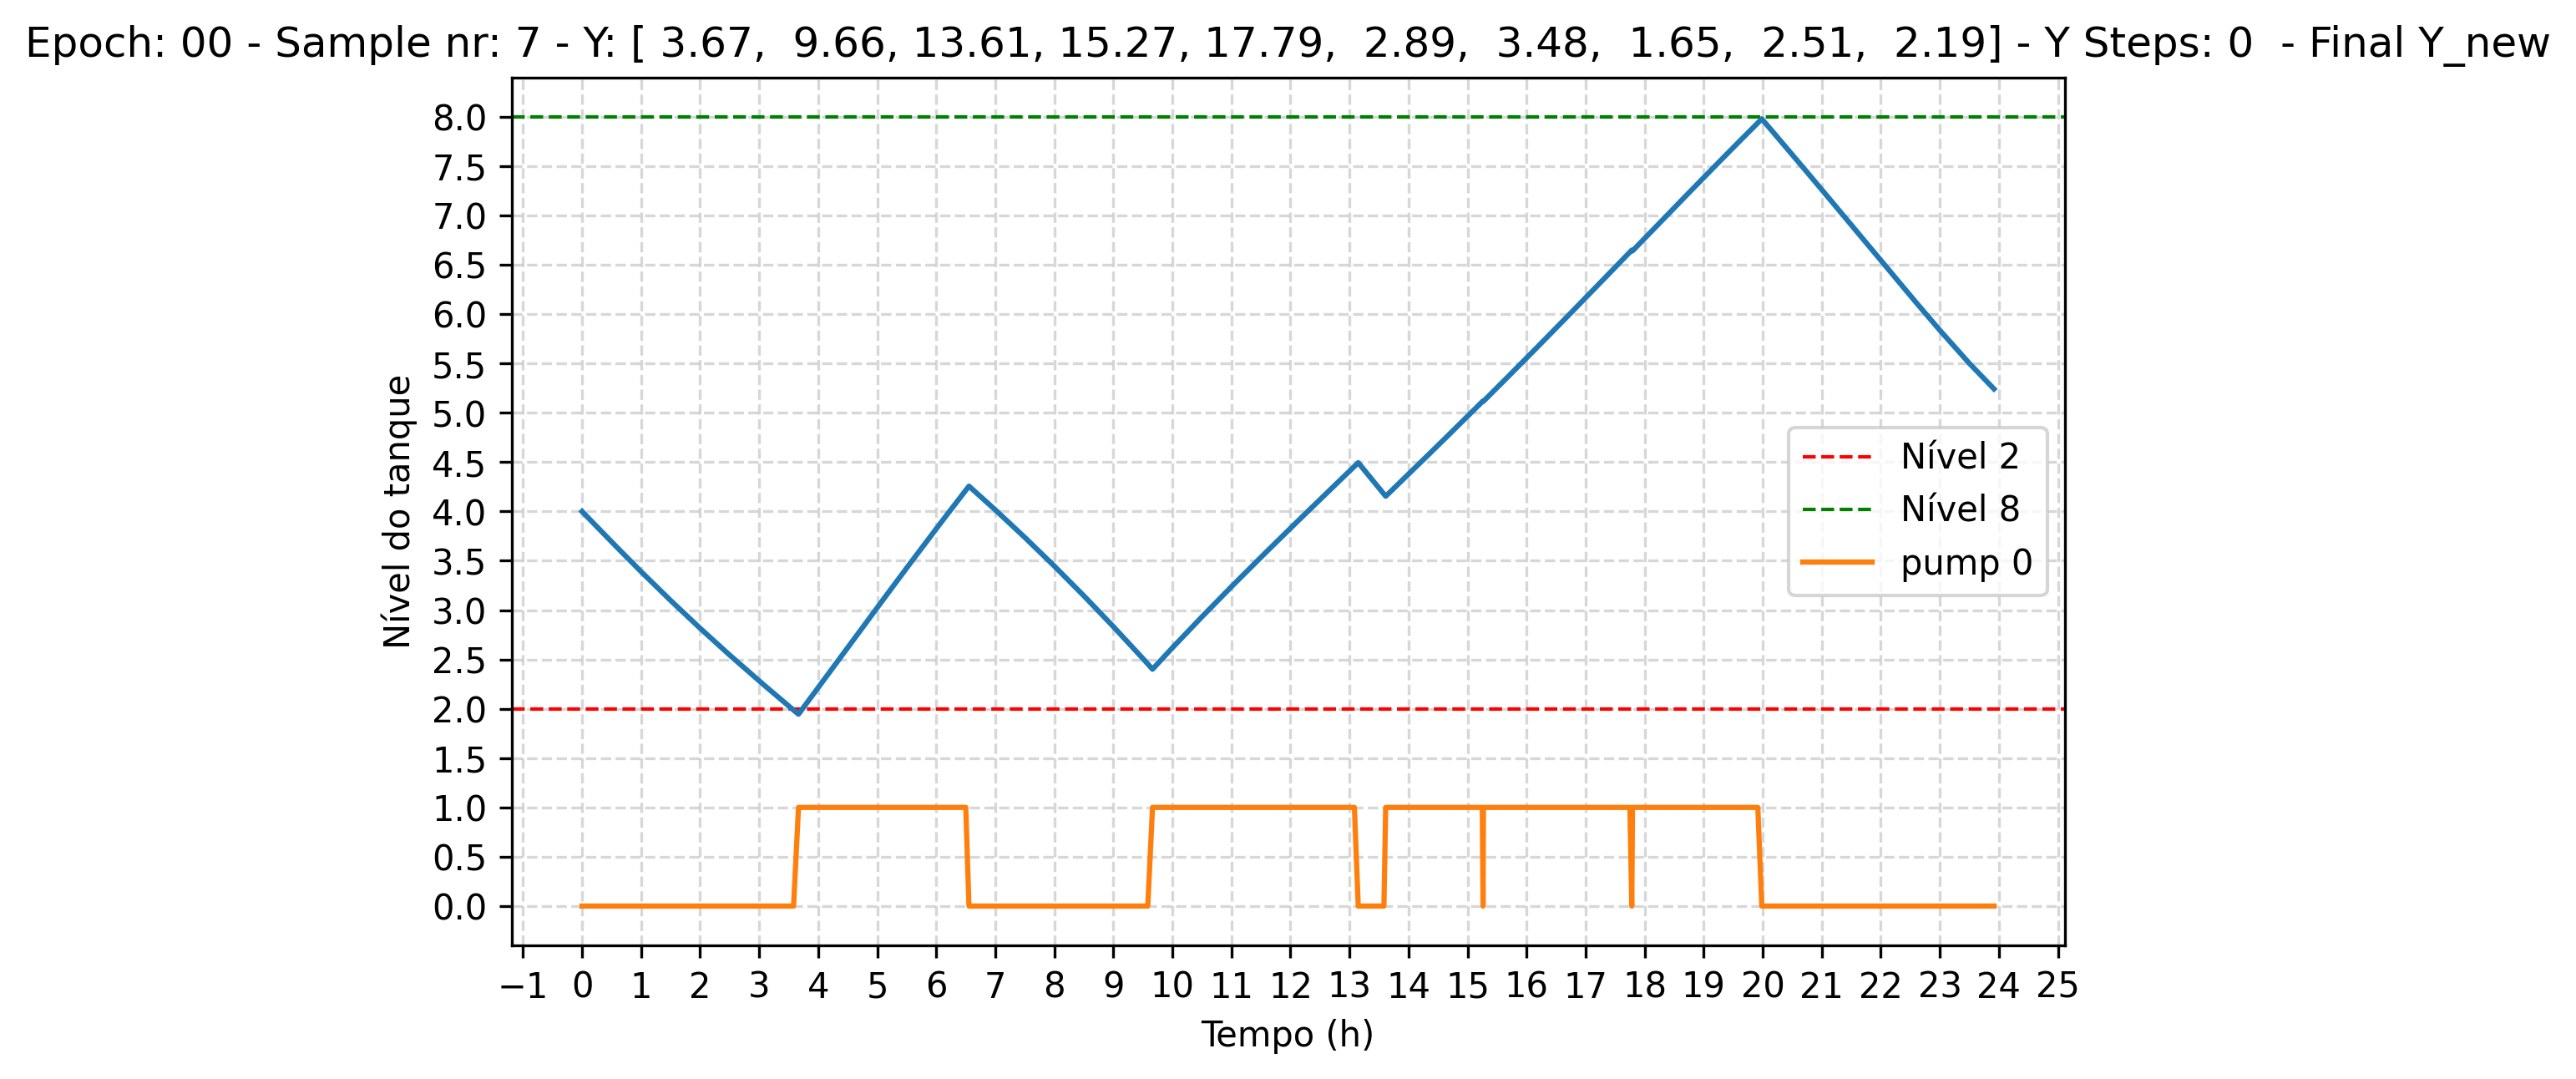 Epoch: 00 - Sample nr: 7 - Y: [ 3.67,  9.66, 13.61, 15.27, 17.79,  2.89,  3.48,  1.65,  2.51,  2.19] - Y Steps: 0  - Final Y_new
8.0
7.5
7.0
6.5
6.0
5.5
5.0
4.5
4.0
3.5
3.0
2.5
2.0
1.5
1.0
0.5
0.0
Nível do tanque
Nível 2
Nível 8
pump 0
−1 0 1 2 3 4 5 6 7 8 9 10 11 12 13 14 15 16 17 18 19 20 21 22 23 24 25
Tempo (h)